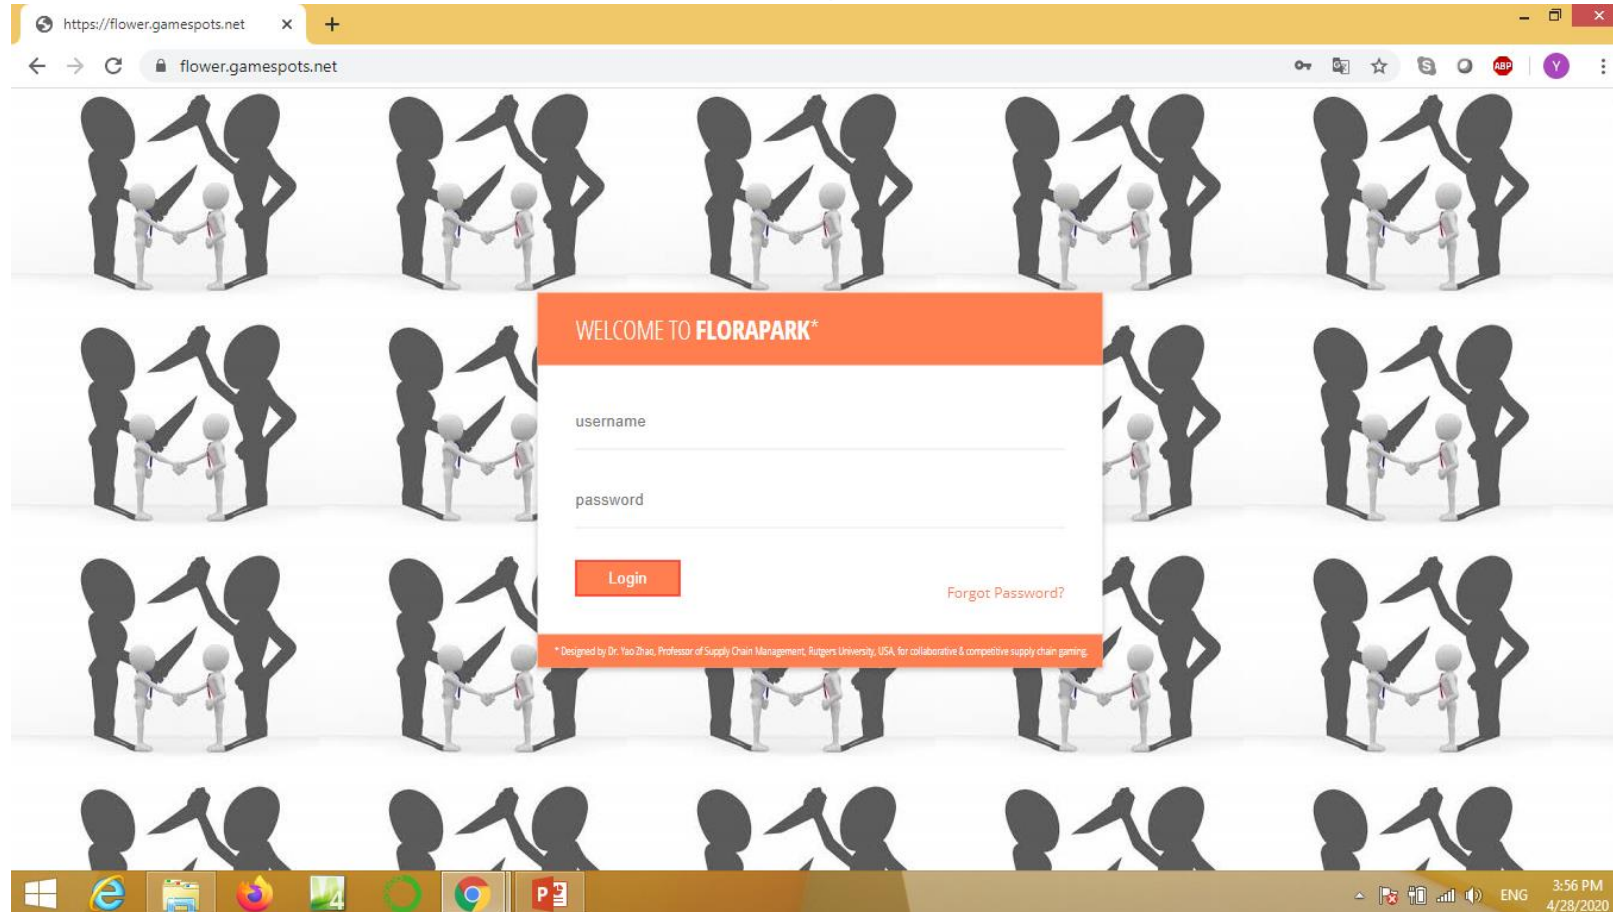 https://flower.gamespots.net
flower.gamespots.net
ABP
Y
WELCOME TO FLORAPARK*
username
password
Login
Forgot Password?
* Designed by Dr. Yao Zhao, Professor of Supply Chain Management, Rutgers University, USA, for collaborative & competitive supply chain gaming.
ENG
3:56 PM
4/28/2020